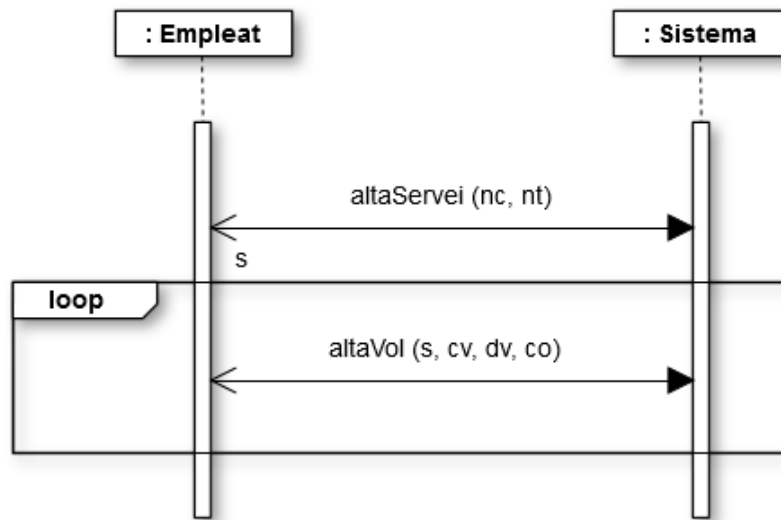 : Empleat
: Sistema
altaServei (nc, nt)
s
loop
altaVol (s, cv, dv, co)